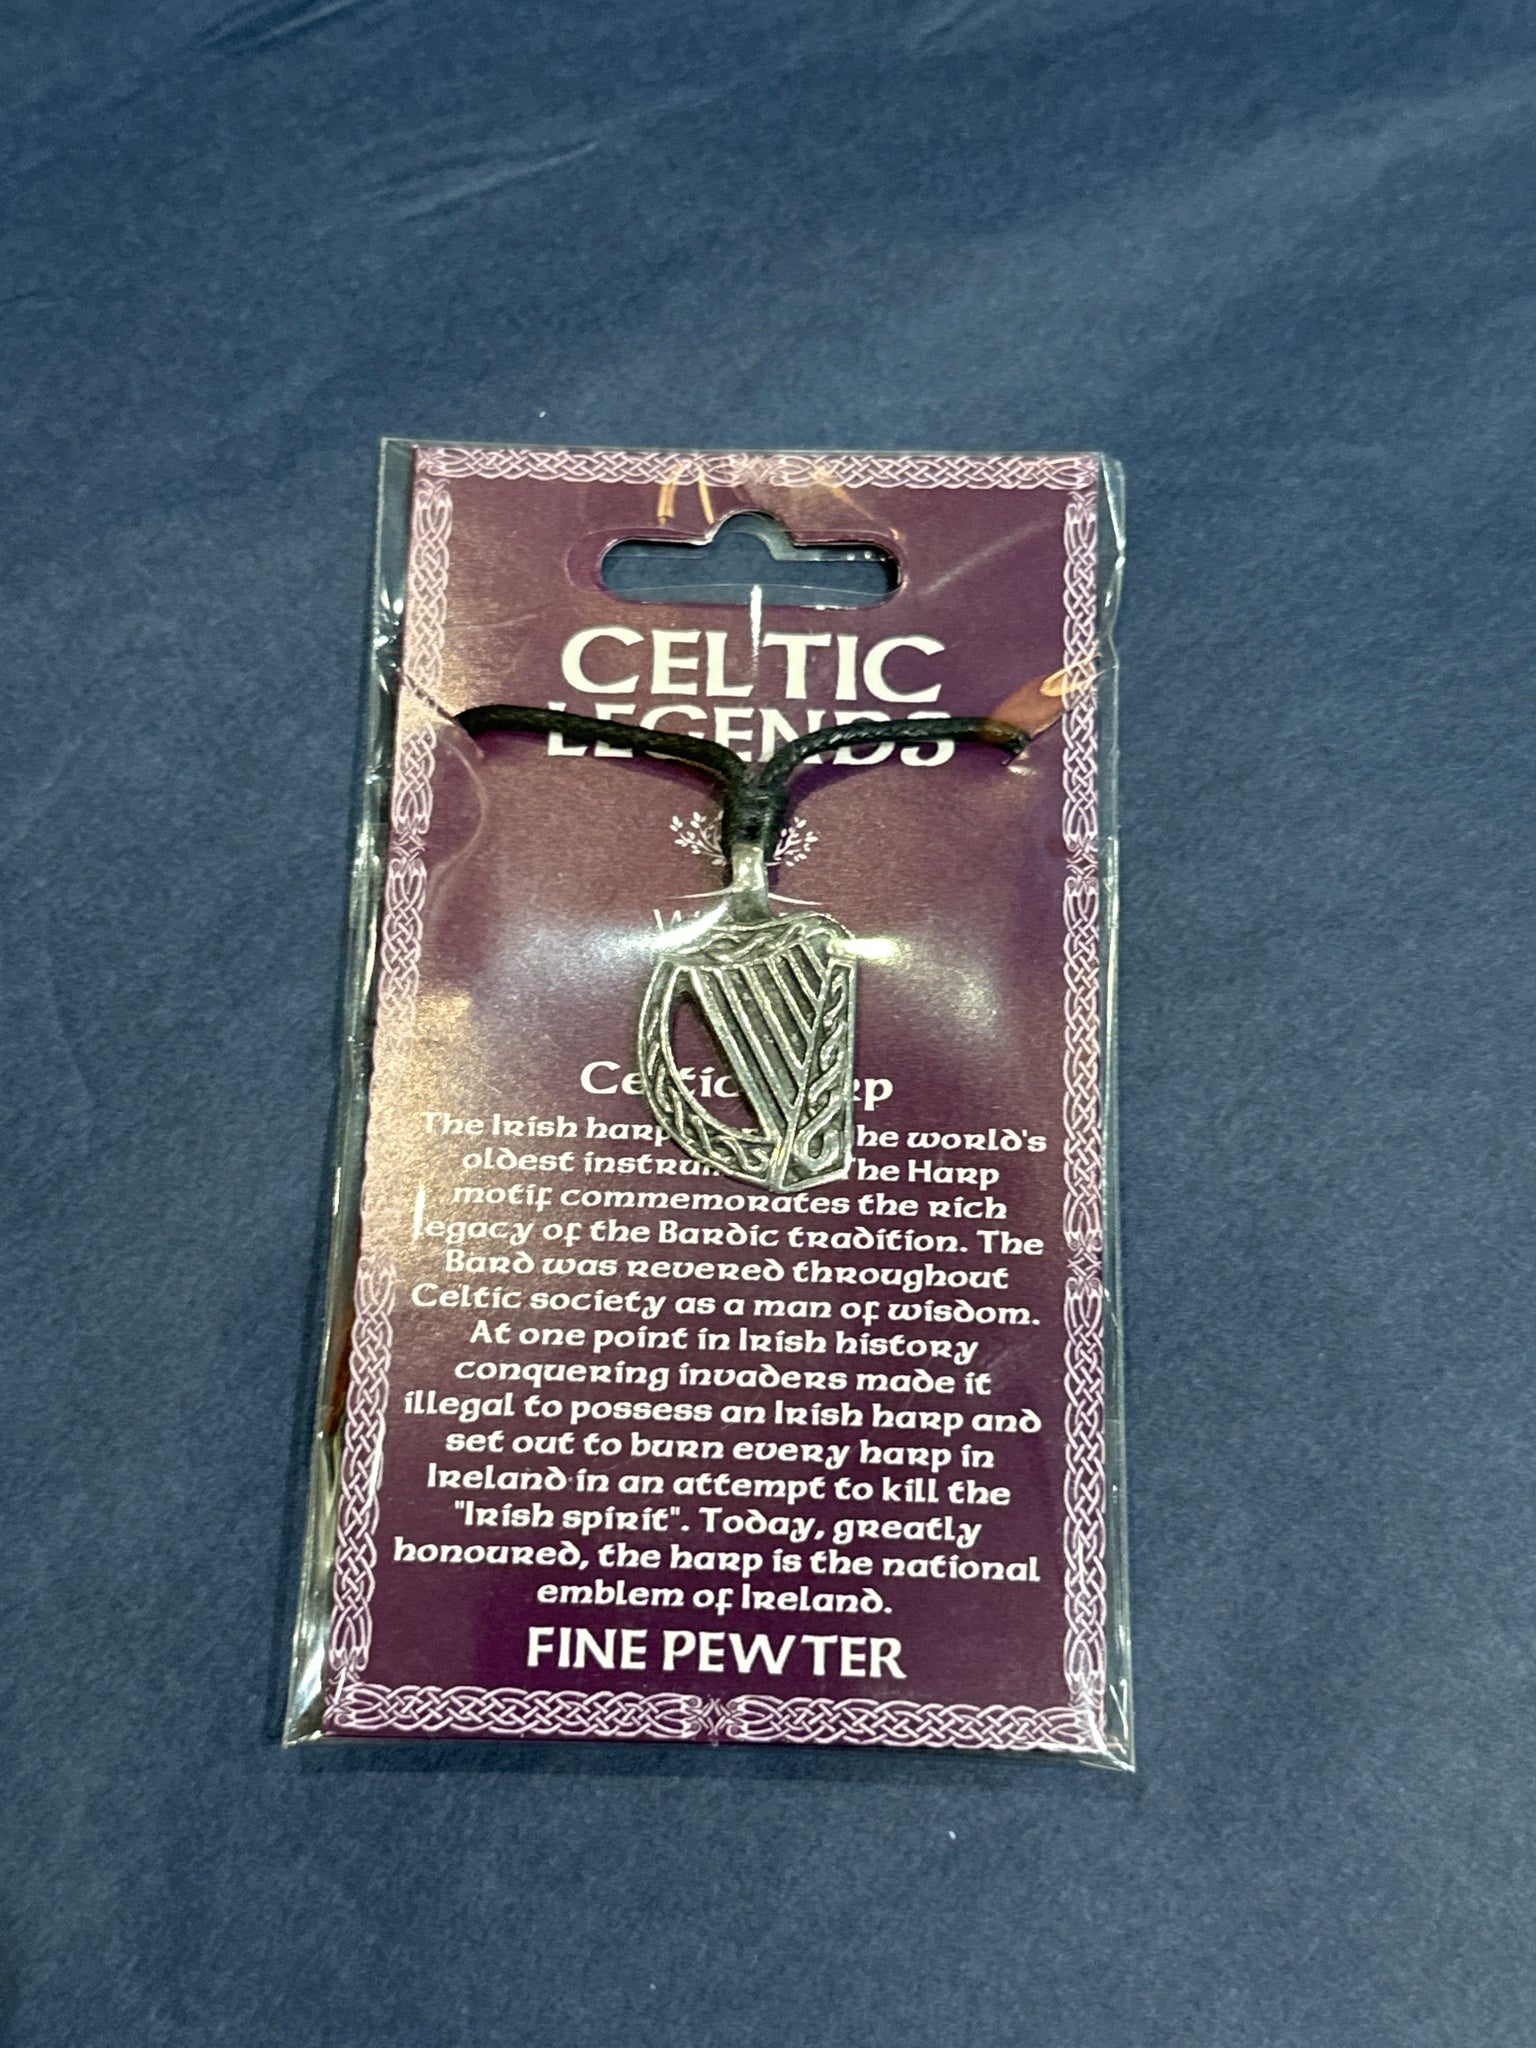 CELTIC
LEGENDS
The Irish harp he world's
oldest The Harp
motif commemorates the rich
legacy of the Bardic tradition. The
Bard was revered throughout
Celtic society as a man of wisdom.
At one point in Irish history
conquering invaders made it
illegal to possess an Irish harp and
set out to burn every harp in
Ireland in an attempt to kill the
"Irish spirit". Today, greatly
honoured, the harp is the national
emblem of Ireland.
FINE PEWTER